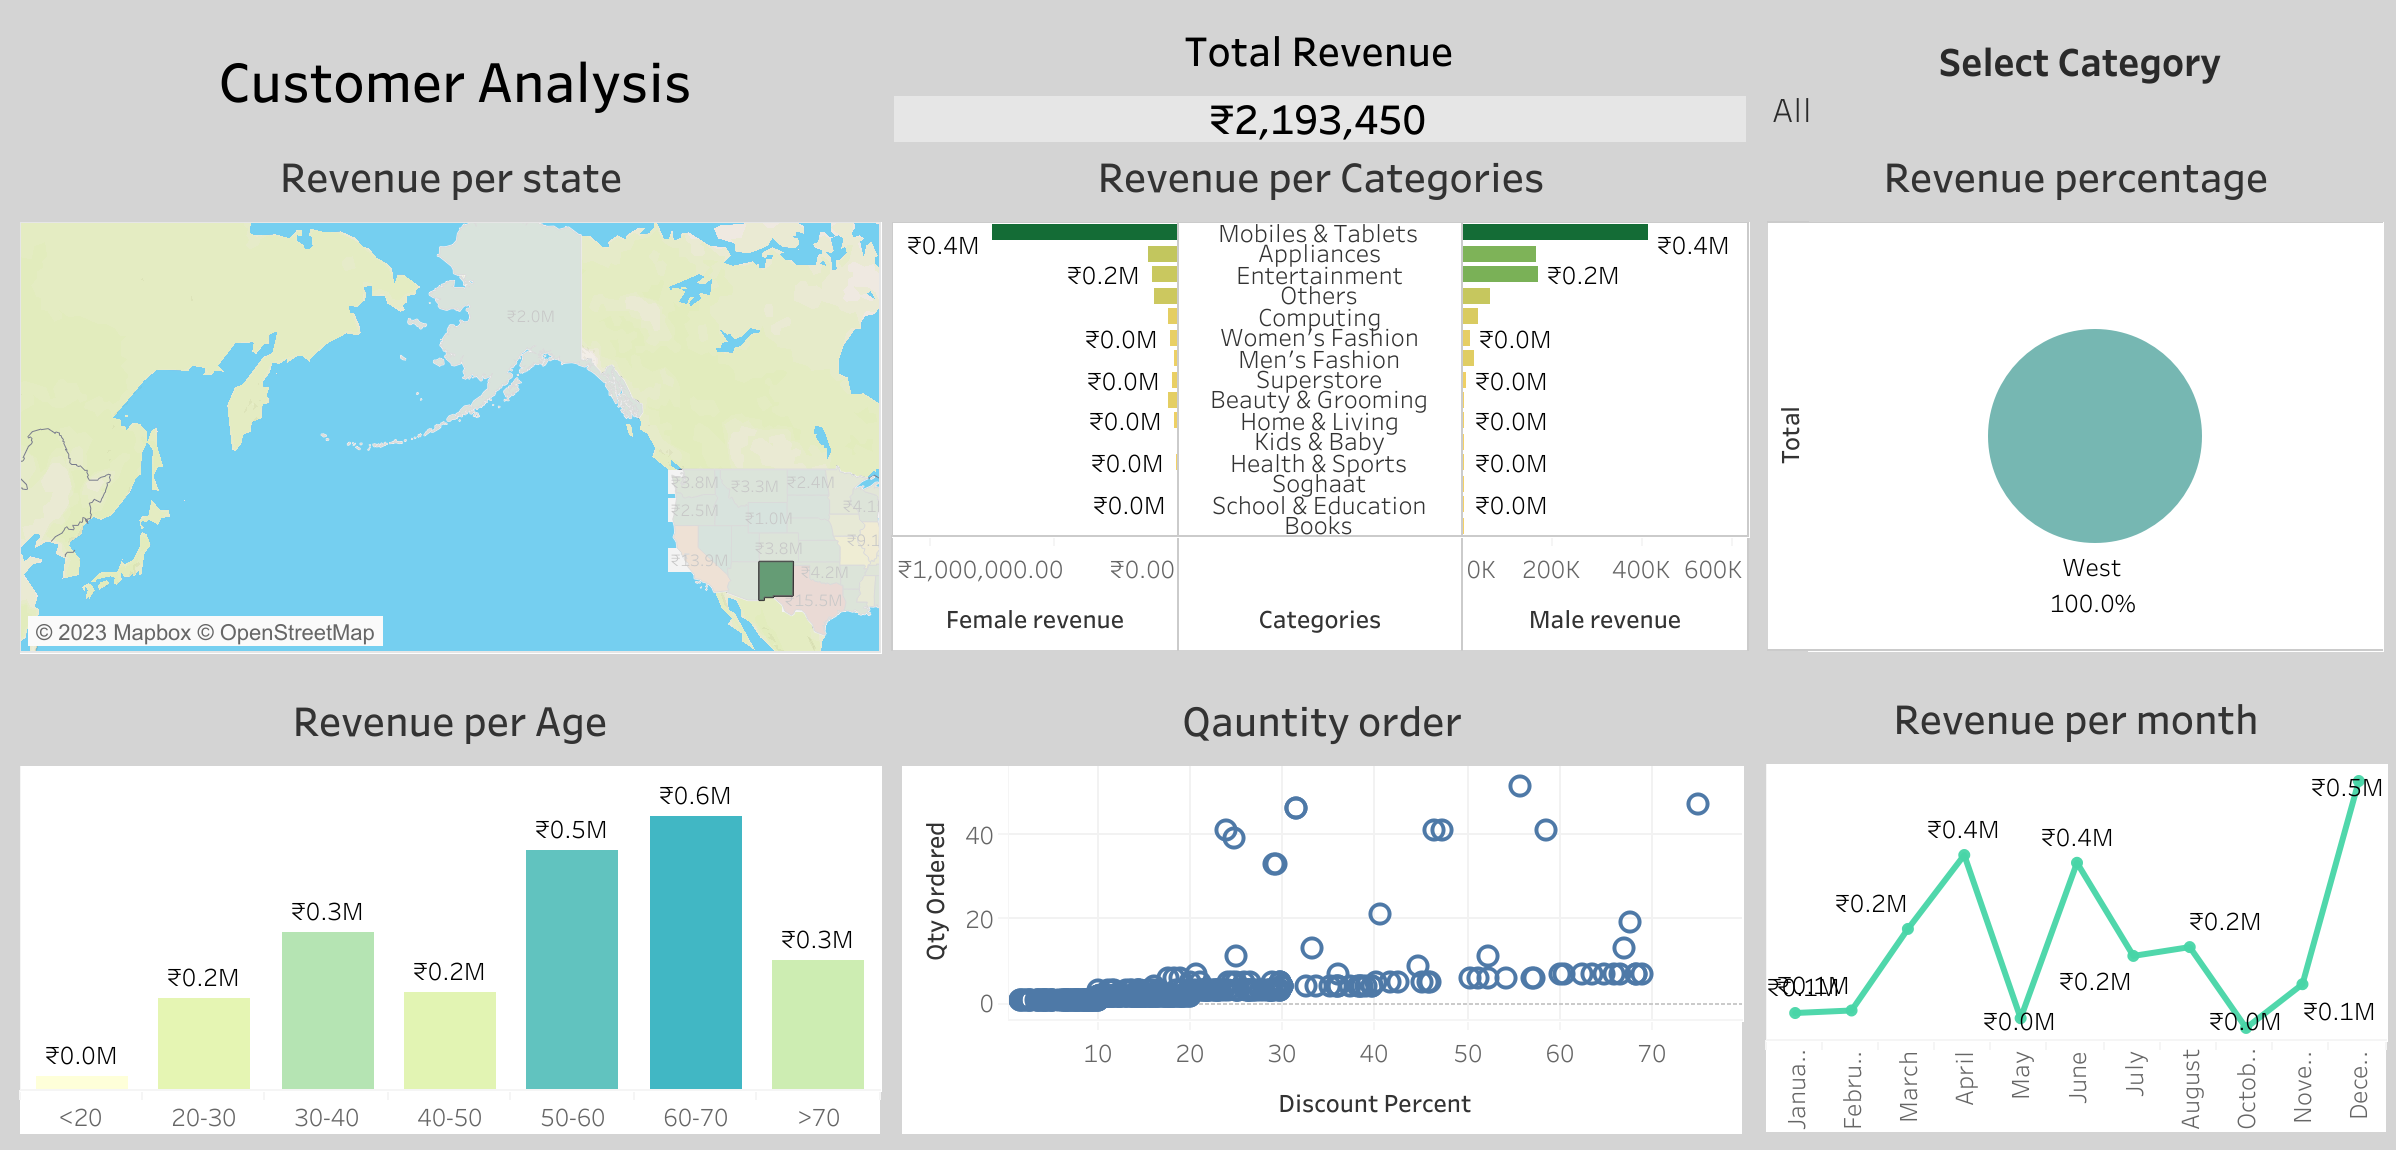 Customer Analysis
Total Revenue
₹2,193,450
Select Category
All
Revenue per state
₹2.0M
₹3.8M
₹3.3M
₹2.4M
₹2.5M
₹1.0M
₹3.8M
₹13.9M
₹4.2M
₹15.5M
© 2023 Mapbox © OpenStreetMap
Revenue per Categories
₹0.4M Mobiles & Tablets ₹0.4M
Appliances
₹0.2M Entertainment ₹0.2M
Others
Computing
₹0.0M Women's Fashion ₹0.0M
Men's Fashion
₹0.0M Superstore ₹0.0M
Beauty & Grooming
₹0.0M Home & Living ₹0.0M
Kids & Baby
₹0.0M Health & Sports ₹0.0M
Soghaat
₹0.0M School & Education ₹0.0M
Books
₹1,000,000.00 ₹0.00 0K 200K 400K 600K
Female revenue Categories Male revenue
Revenue percentage
Total
West
100.0%
Revenue per Age
₹0.0M ₹0.2M ₹0.3M ₹0.2M ₹0.5M ₹0.6M ₹0.3M
<20 20-30 30-40 40-50 50-60 60-70 >70
Qauntity order
Qty Ordered
40
20
0
10 20 30 40 50 60 70
Discount Percent
Revenue per month
₹0.1M ₹0.2M ₹0.4M ₹0.0M ₹0.4M ₹0.2M ₹0.2M ₹0.0M ₹0.1M ₹0.5M
Janua.. Febru.. March April May June July August Octob.. Nove.. Dece..